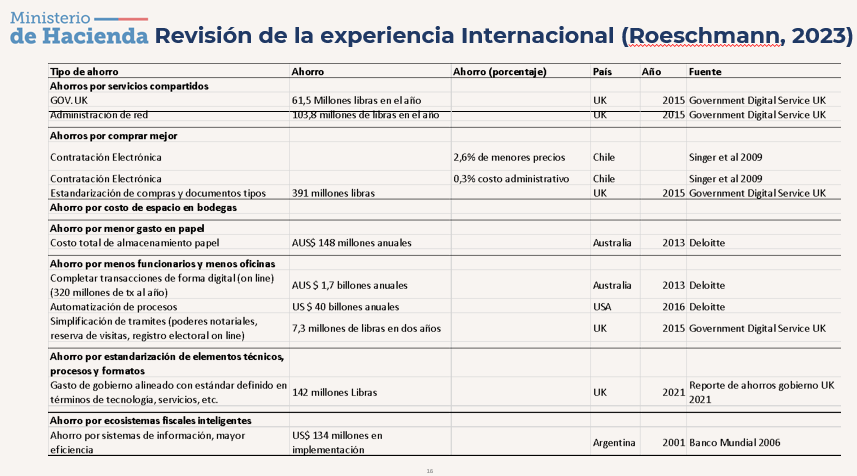 Ministerio
de Hacienda
Revisión de la experiencia Internacional (Roeschmann, 2023)
Tipo de ahorro Ahorro Ahorro (porcentaje) País Año Fuente
Ahorros por servicios compartidos
GOV.UK 61,5 Millones libras en el año UK 2015 Government Digital Service UK
Administración de red 103,8 millones de libras en el año UK 2015 Government Digital Service UK
Ahorros por comprar mejor
Contratación Electrónica 2,6% de menores precios Chile Singer et al 2009
Contratación Electrónica 0,3% costo administrativo Chile Singer et al 2009
Estandarización de compras y documentos tipos 391 millones libras UK 2015 Government Digital Service UK
Ahorro por costo de espacio en bodegas
Ahorro por menor gasto en papel
Costo total de almacenamiento papel AUS$ 148 millones anuales Australia 2013 Deloitte
Ahorro por menos funcionarios y menos oficinas
Completar transacciones de forma digital (on line)
(320 millones de tx al año) AUS $ 1,7 billones anuales Australia 2013 Deloitte
Automatización de procesos US $ 40 billones anuales USA 2016 Deloitte
Simplificación de tramites (poderes notariales,
reserva de visitas, registro electoral on line) 7,3 millones de libras en dos años UK 2015 Government Digital Service UK
Ahorro por estandarización de elementos técnicos,
procesos y formatos
Gasto de gobierno alineado con estándar definido en
términos de tecnología, servicios, etc. 142 millones Libras UK 2021 Reporte de ahorros gobierno UK
2021
Ahorro por ecosistemas fiscales inteligentes
Ahorro por sistemas de información, mayor
eficiencia US$ 134 millones en
implementación Argentina 2001 Banco Mundial 2006
16